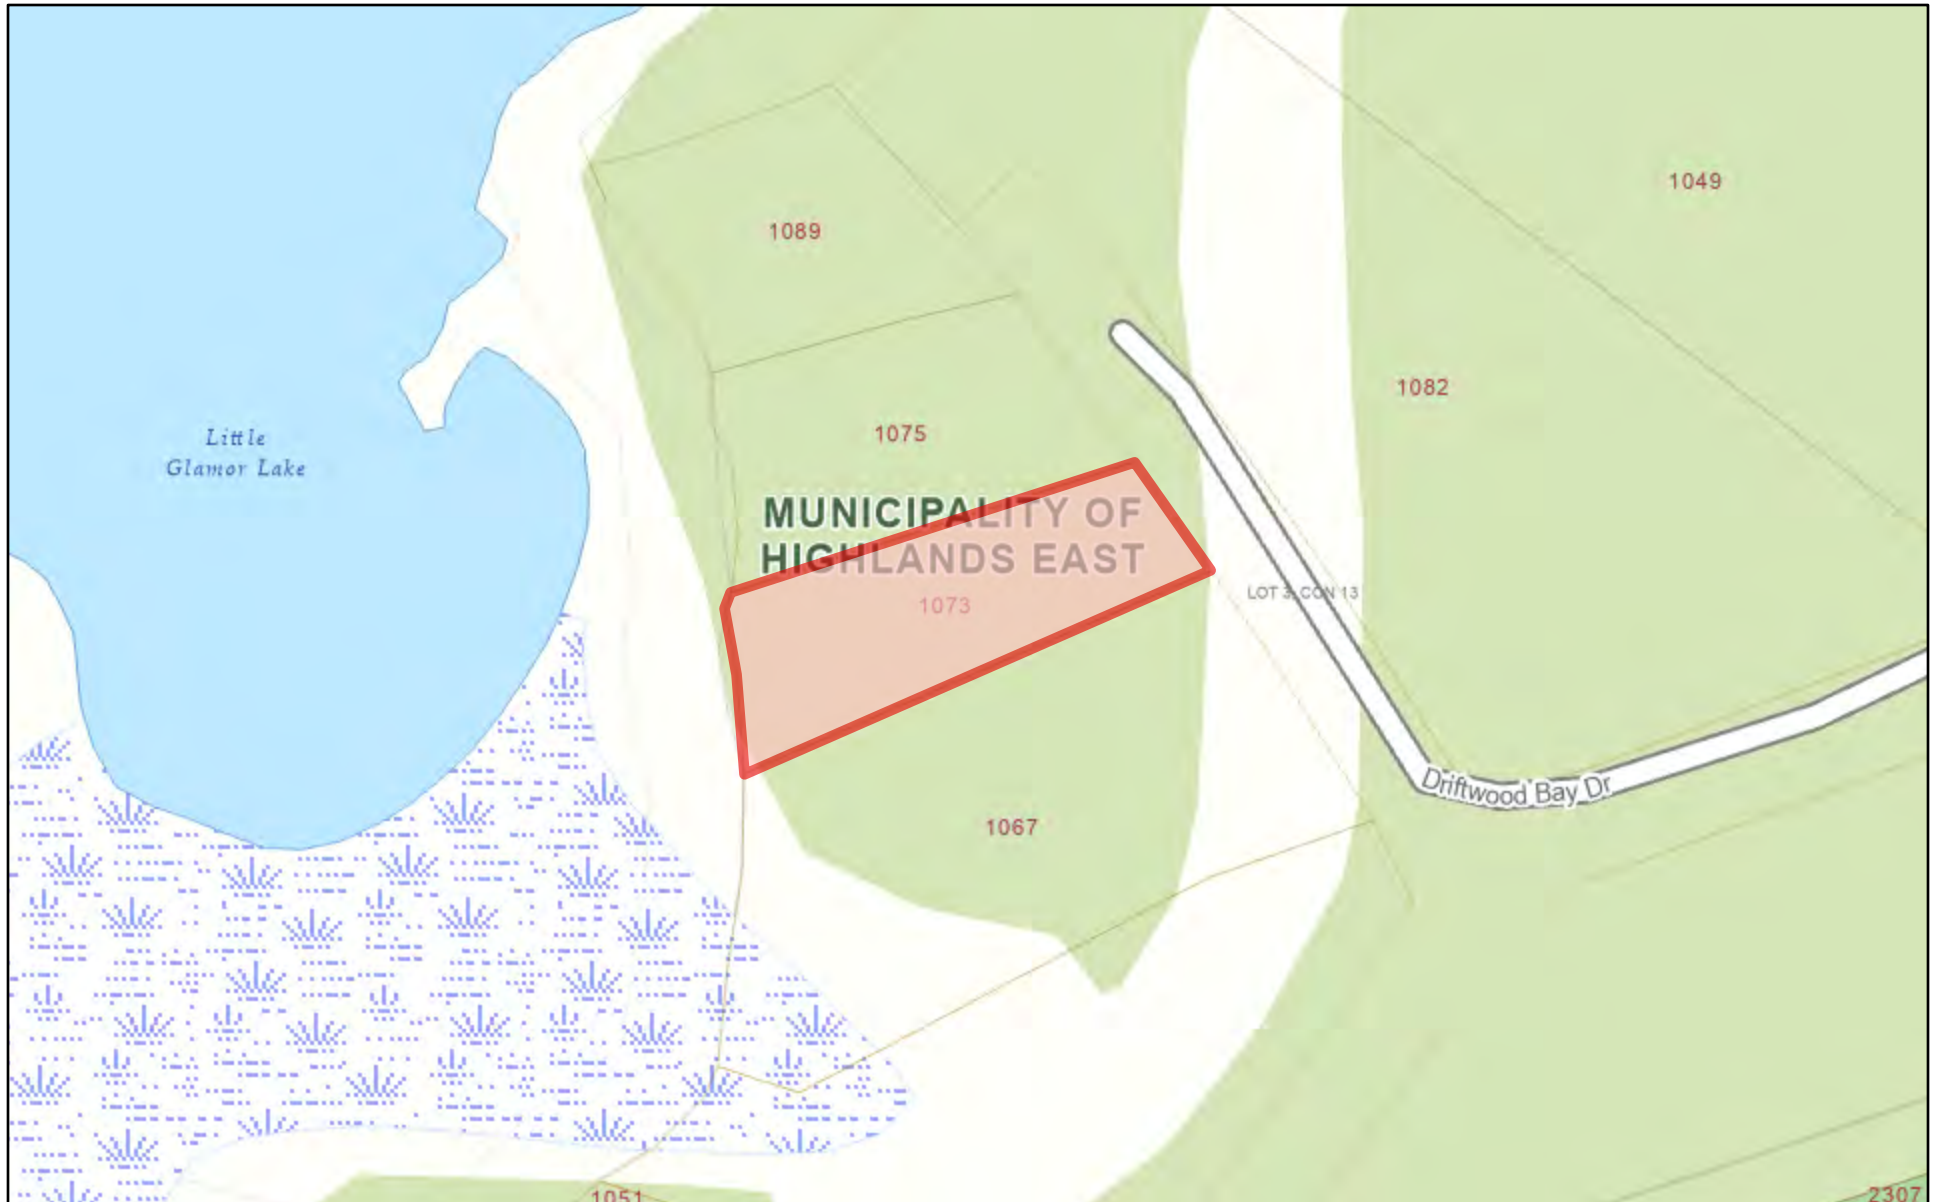 1049
1089
1082
Little
Glamor Lake
1075
MUNICIPALITY OF
HIGHLANDS EAST
LOT 3, CON 13
1073
Driftwood Bay Dr
1067
1051
2307